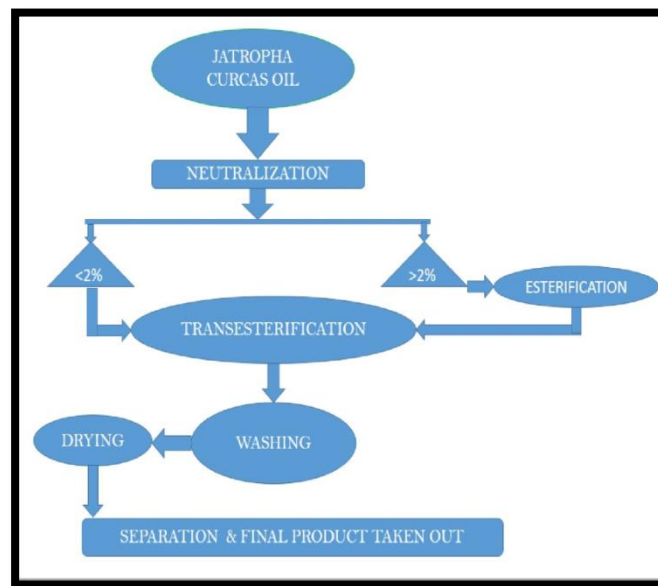 JATROPHA
CURCAS OIL
NEUTRALIZATION
<2%
>2%
ESTERIFICATION
TRANSESTERIFICATION
DRYING
WASHING
SEPARATION & FINAL PRODUCT TAKEN OUT